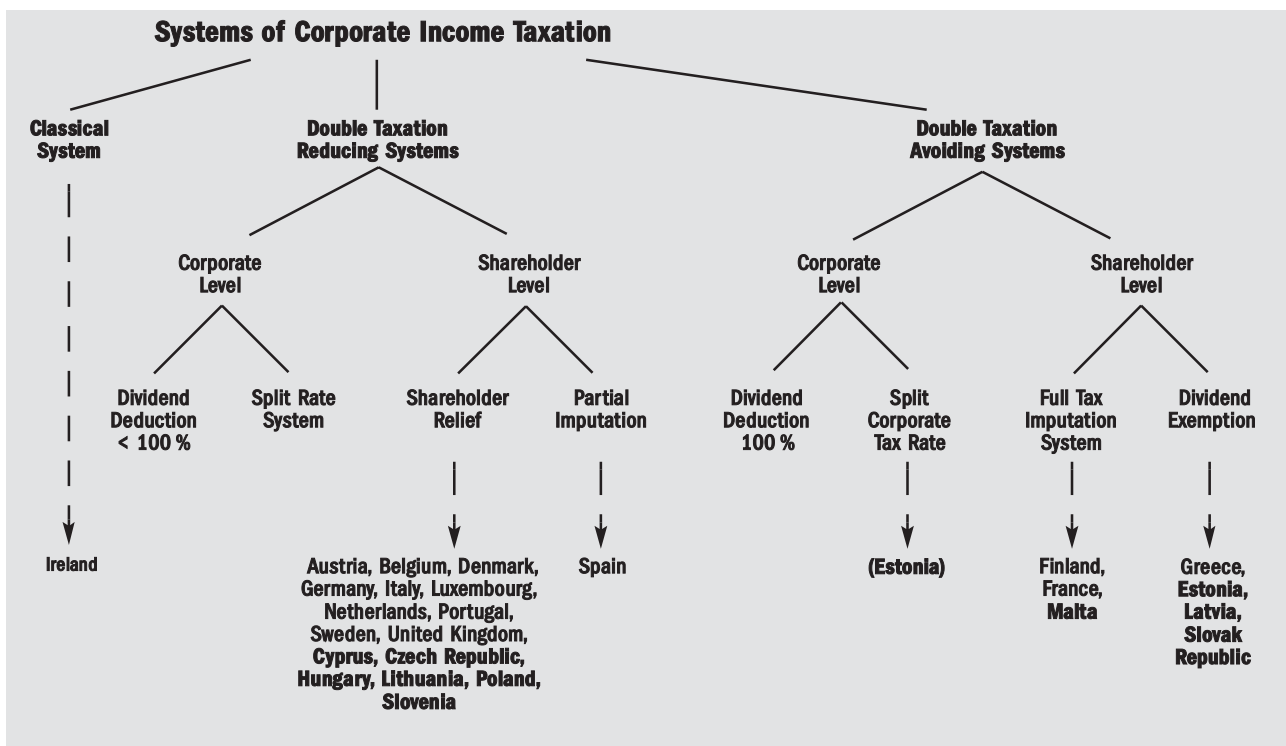 Systems of Corporate Income Taxation
Classical
System
Double Taxation
Reducing Systems
Double Taxation
Avoiding Systems
Corporate
Level
Shareholder
Level
Corporate
Level
Shareholder
Level
Dividend
Deduction
< 100 %
Split Rate
System
Shareholder
Relief
Partial
Imputation
Dividend
Deduction
100 %
Split
Corporate
Tax Rate
Full Tax
Imputation
System
Dividend
Exemption
Ireland
Austria, Belgium, Denmark,
Germany, Italy, Luxembourg,
Netherlands, Portugal,
Sweden, United Kingdom,
Cyprus, Czech Republic,
Hungary, Lithuania, Poland,
Slovenia
Spain
(Estonia)
Finland,
France,
Malta
Greece,
Estonia,
Latvia,
Slovak
Republic